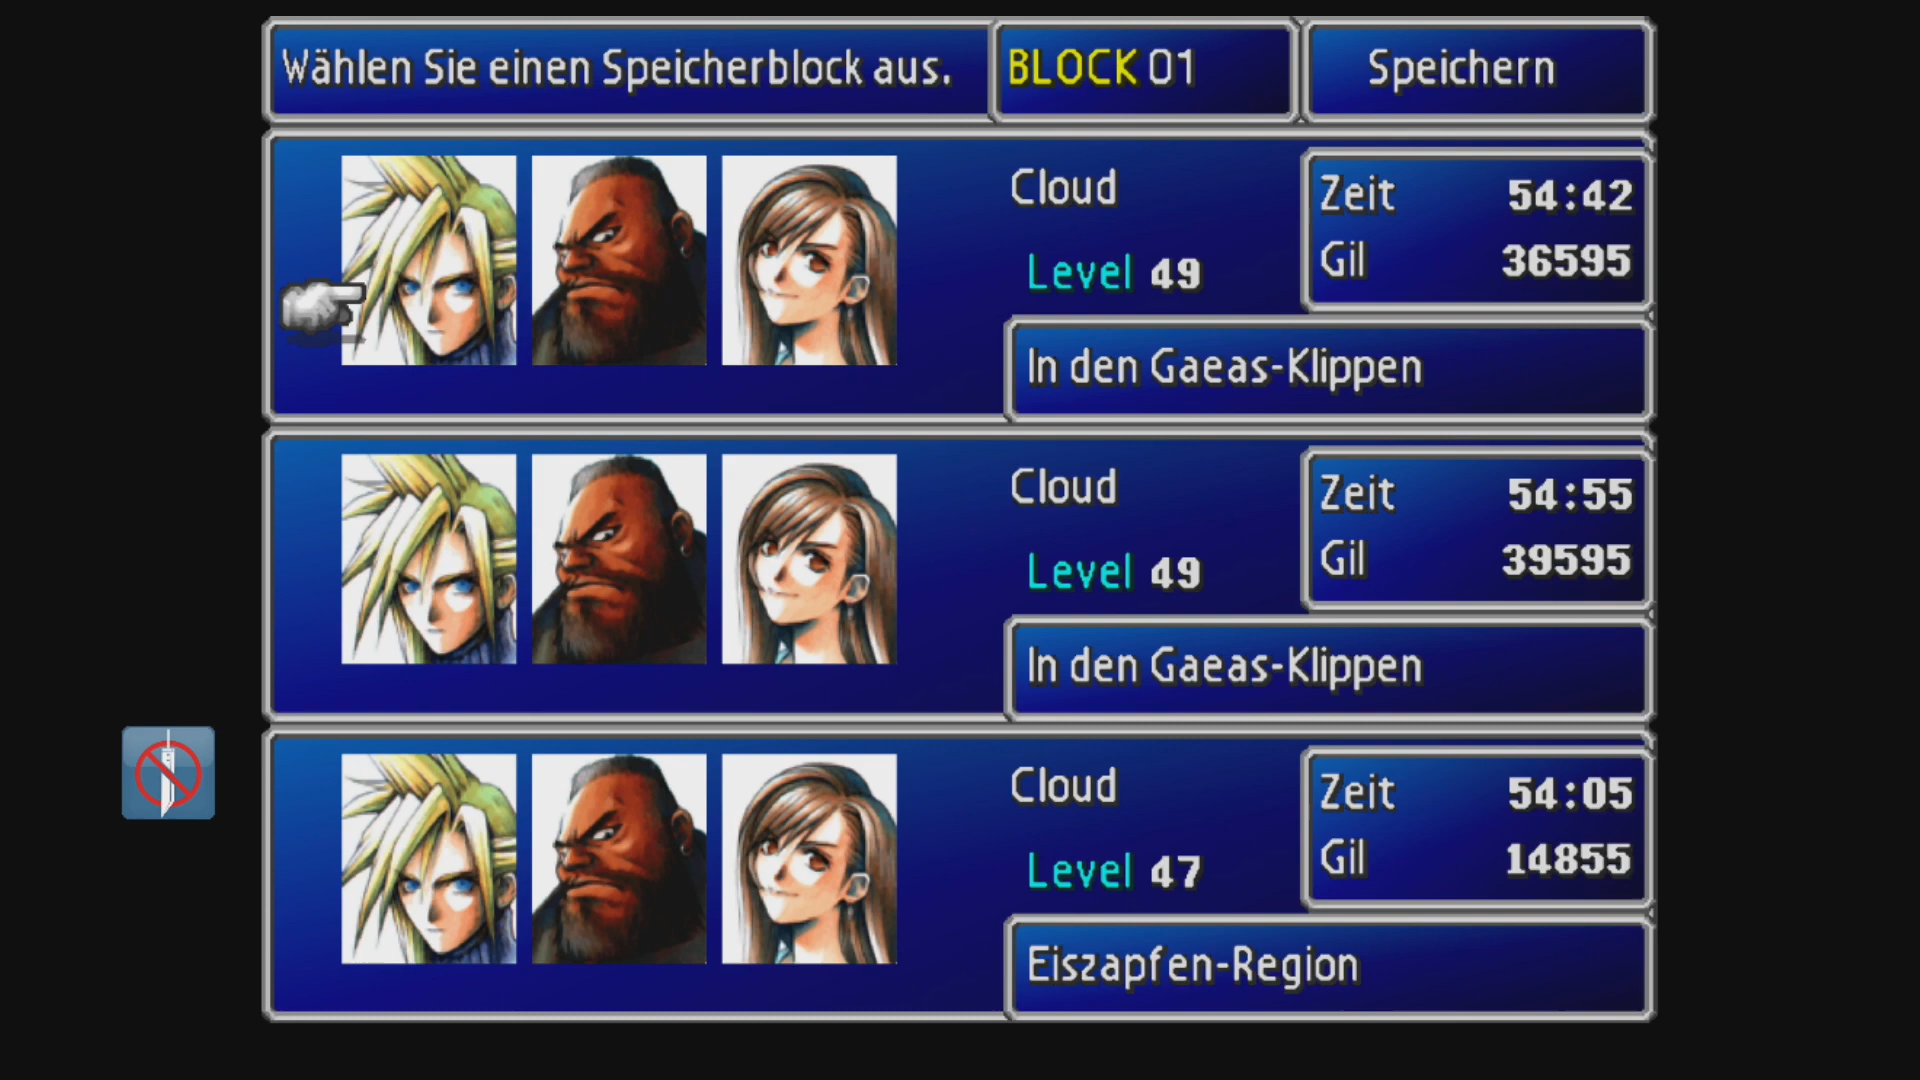 Wählen Sie einen Speicherblock aus.
BLOCK 01
Speichern
Cloud
Level 49
Zeit 54:42
Gil 36595
In den Gaeas-Klippen
Cloud
Level 49
Zeit 54:55
Gil 39595
In den Gaeas-Klippen
Cloud
Level 47
Zeit 54:05
Gil 14855
Eiszapfen-Region